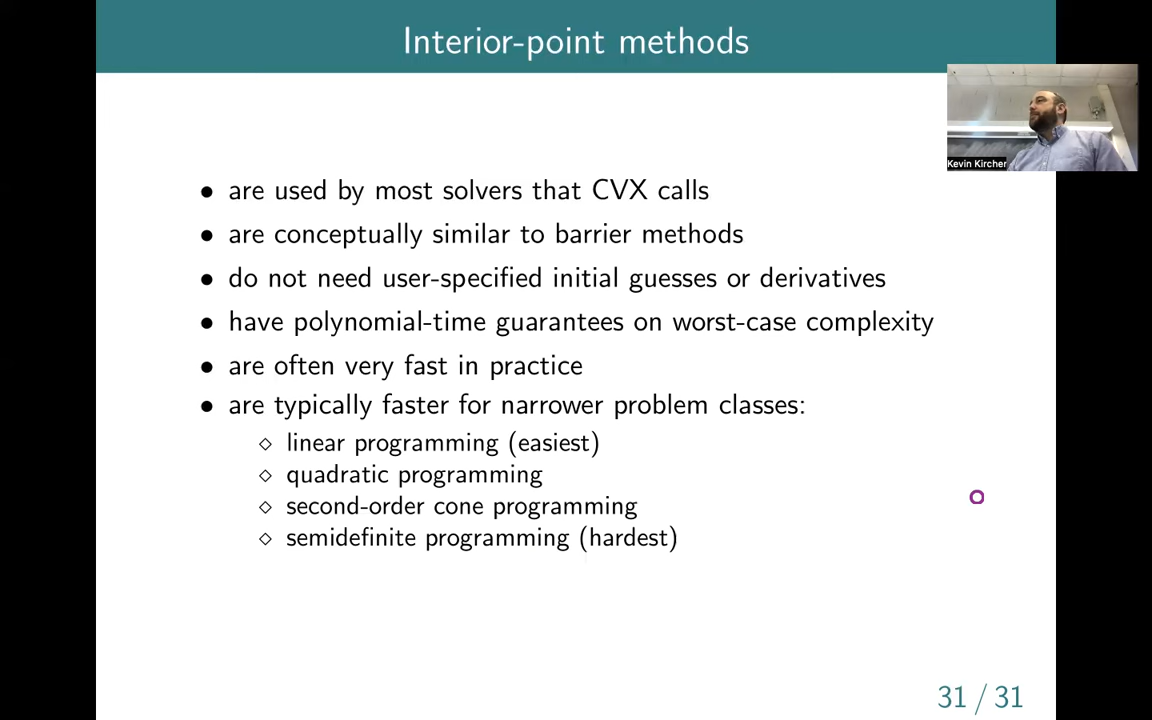 Interior-point methods
Kevin Kircher
• are used by most solvers that CVX calls
• are conceptually similar to barrier methods
• do not need user-specified initial guesses or derivatives
• have polynomial-time guarantees on worst-case complexity
• are often very fast in practice
• are typically faster for narrower problem classes:
⋄ linear programming (easiest)
⋄ quadratic programming
⋄ second-order cone programming
⋄ semidefinite programming (hardest)
31 / 31